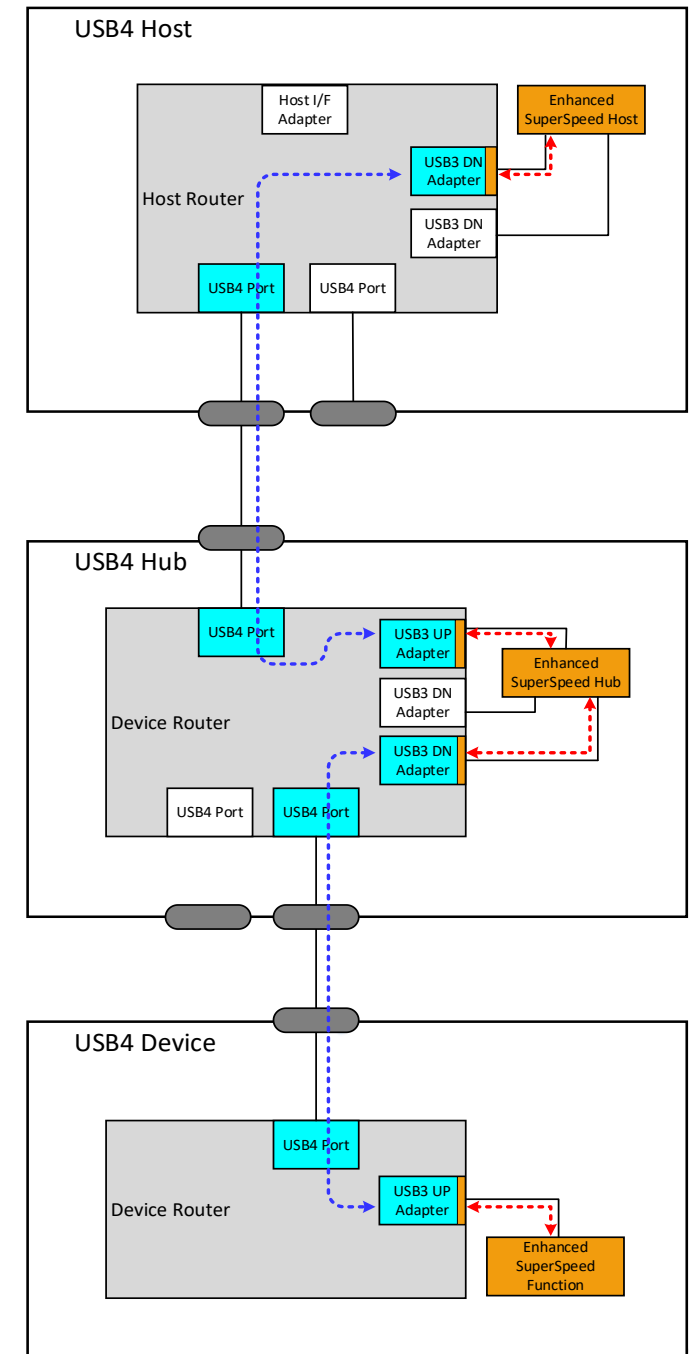 USB4 Host
Host I/F
Adapter
Enhanced
SuperSpeed Host
USB3 DN
Adapter
Host Router
USB3 DN
Adapter
USB4 Port
USB4 Port
USB4 Hub
USB4 Port
USB3 UP
Adapter
Enhanced
SuperSpeed Hub
USB3 DN
Adapter
Device Router
USB3 DN
Adapter
USB4 Port
USB4 Port
USB4 Device
USB4 Port
USB3 UP
Adapter
Device Router
Enhanced
SuperSpeed
Function